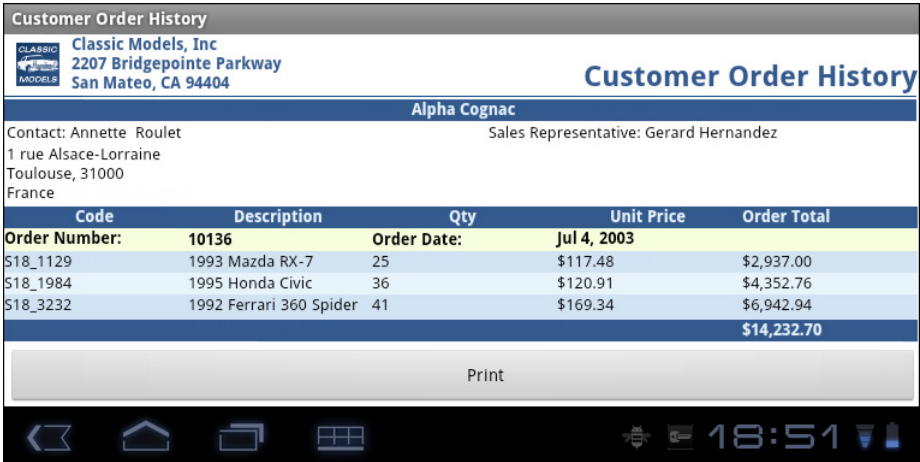 Customer Order History
CLASSIC
MODELS
Classic Models, Inc
2207 Bridgepointe Parkway
San Mateo, CA 94404
Customer Order History
Alpha Cognac
Contact: Annette  Roulet
Sales Representative: Gerard Hernandez
1 rue Alsace-Lorraine
Toulouse, 31000
France
Code Description Qty Unit Price Order Total
Order Number: 10136 Order Date: Jul 4, 2003
S18_1129 1993 Mazda RX-7 25 $117.48 $2,937.00
S18_1984 1995 Honda Civic 36 $120.91 $4,352.76
S18_3232 1992 Ferrari 360 Spider 41 $169.34 $6,942.94
$14,232.70
Print
18:51